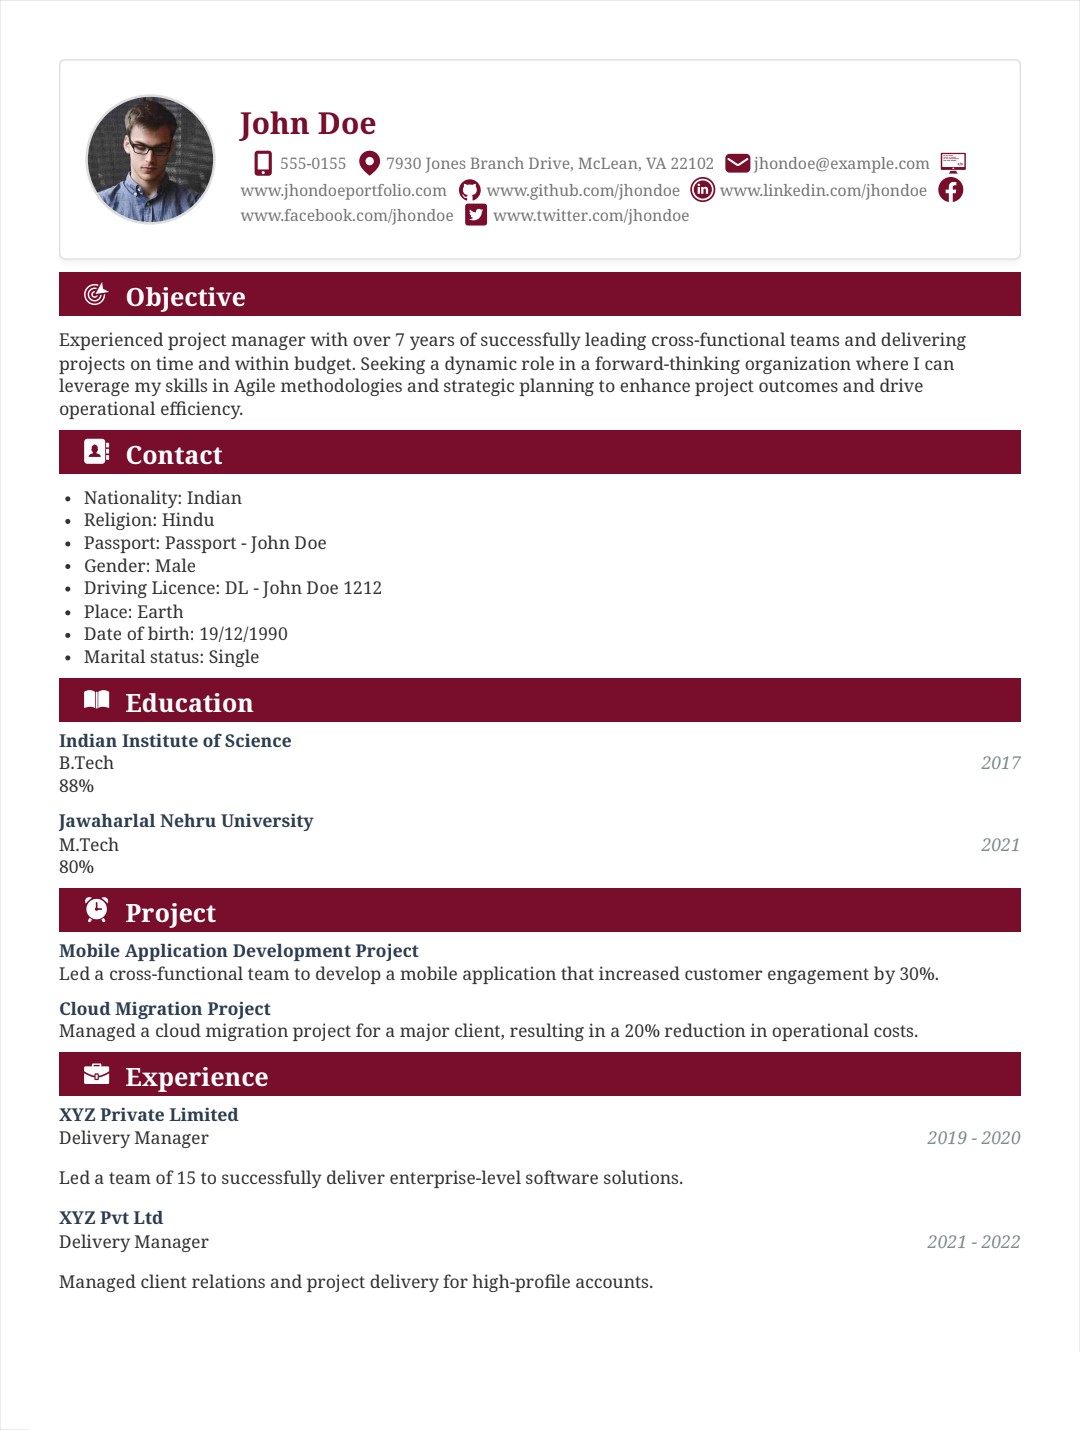 John Doe
555-0155 7930 Jones Branch Drive, McLean, VA 22102 jhondoe@example.com
www.jhondoeportfolio.com www.github.com/jhondoe www.linkedin.com/jhondoe
www.facebook.com/jhondoe www.twitter.com/jhondoe
Objective
Experienced project manager with over 7 years of successfully leading cross-functional teams and delivering
projects on time and within budget. Seeking a dynamic role in a forward-thinking organization where I can
leverage my skills in Agile methodologies and strategic planning to enhance project outcomes and drive
operational efficiency.
Contact
• Nationality: Indian
• Religion: Hindu
• Passport: Passport - John Doe
• Gender: Male
• Driving Licence: DL - John Doe 1212
• Place: Earth
• Date of birth: 19/12/1990
• Marital status: Single
Education
Indian Institute of Science
B.Tech 2017
88%
Jawaharlal Nehru University
M.Tech 2021
80%
Project
Mobile Application Development Project
Led a cross-functional team to develop a mobile application that increased customer engagement by 30%.
Cloud Migration Project
Managed a cloud migration project for a major client, resulting in a 20% reduction in operational costs.
Experience
XYZ Private Limited
Delivery Manager 2019 - 2020
Led a team of 15 to successfully deliver enterprise-level software solutions.
XYZ Pvt Ltd
Delivery Manager 2021 - 2022
Managed client relations and project delivery for high-profile accounts.